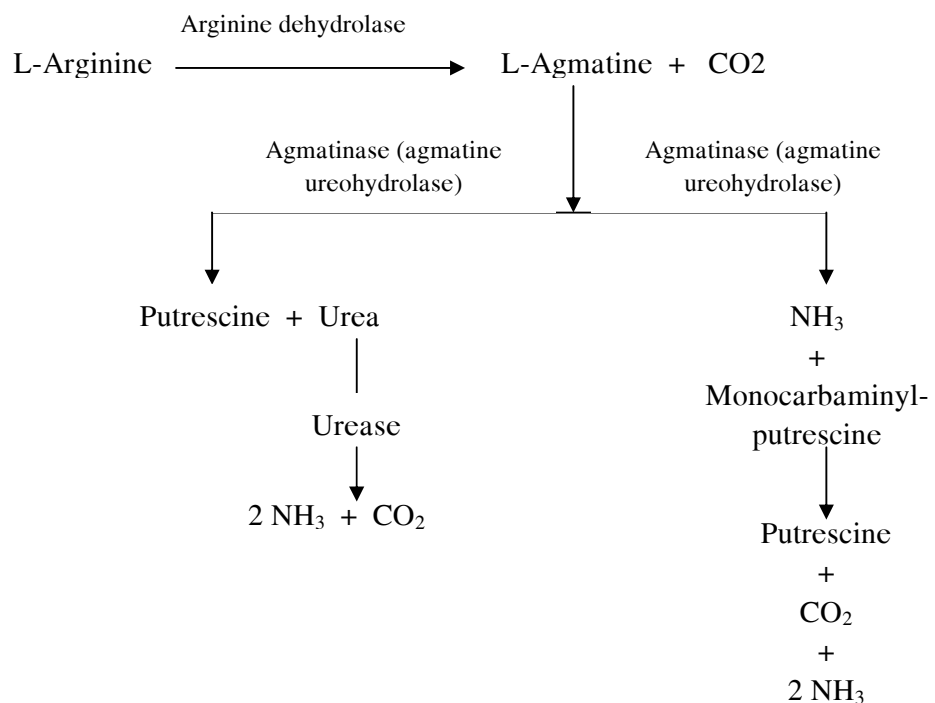 Arginine dehydrolase
L-Arginine L-Agmatine + CO2
Agmatinase (agmatine
ureohydrolase)
Agmatinase (agmatine
ureohydrolase)
Putrescine + Urea
Urease
2 NH₃ + CO₂
NH₃
+
Monocarbaminyl-
putrescine
Putrescine
+
CO₂
+
2 NH₃